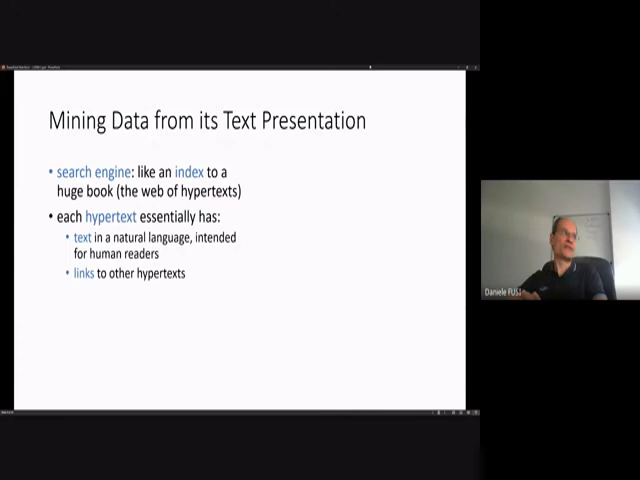 Mining Data from its Text Presentation
• search engine: like an index to a
huge book (the web of hypertexts)
• each hypertext essentially has:
• text in a natural language, intended
for human readers
• links to other hypertexts
Daniele FUSI